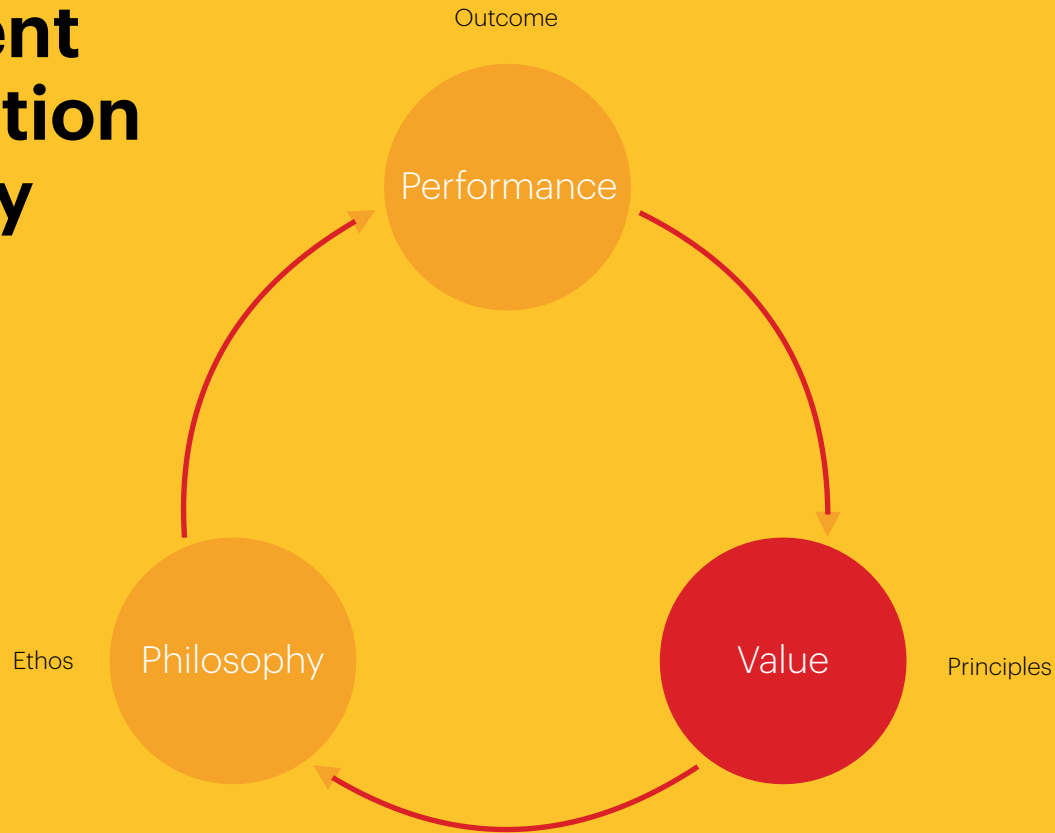 ent
tion
y
Outcome
Performance
Ethos
Philosophy
Value
Principles